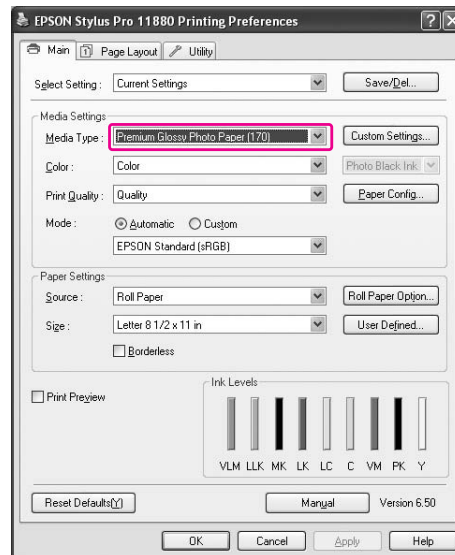 EPSON Stylus Pro 11880 Printing Preferences
Main Page Layout Utility
Select Setting : Current Settings Save/Del...
Media Settings
Media Type : Premium Glossy Photo Paper (170) Custom Settings...
Color : Color Photo Black Ink
Print Quality : Quality Paper Config...
Mode : Automatic Custom
EPSON Standard (sRGB)
Paper Settings
Source : Roll Paper Roll Paper Option...
Size : Letter 8 1/2 x 11 in User Defined...
Borderless
Print Preview
Ink Levels
VLM LLK MK LK LC C VM PK Y
Reset Defaults(Y) Manual Version 6.50
OK Cancel Apply Help